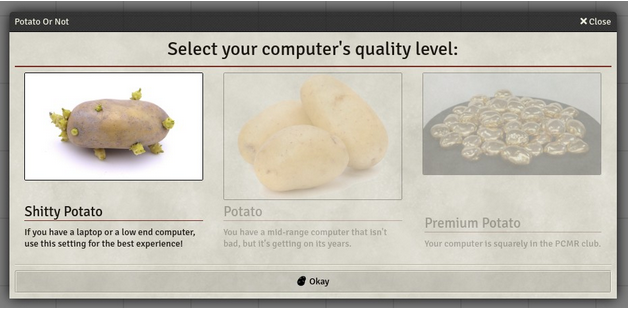 Potato Or Not
Close
Select your computer's quality level:
Shitty Potato
If you have a laptop or a low end computer,
use this setting for the best experience!
Potato
You have a mid-range computer that isn't
bad, but it's getting on its years.
Premium Potato
Your computer is squarely in the PCMR club.
Okay